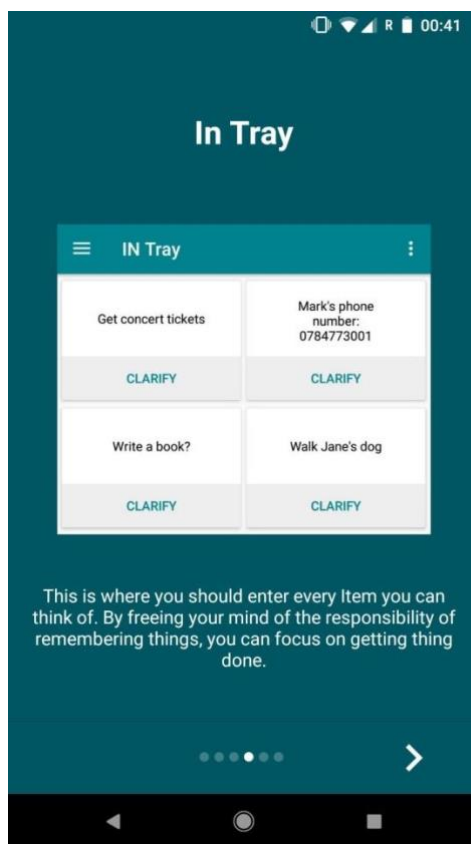 R 00:41
In Tray
IN Tray
Get concert tickets
Mark's phone
number:
0784773001
CLARIFY
CLARIFY
Write a book?
Walk Jane's dog
CLARIFY
CLARIFY
This is where you should enter every Item you can
think of. By freeing your mind of the responsibility of
remembering things, you can focus on getting thing
done.